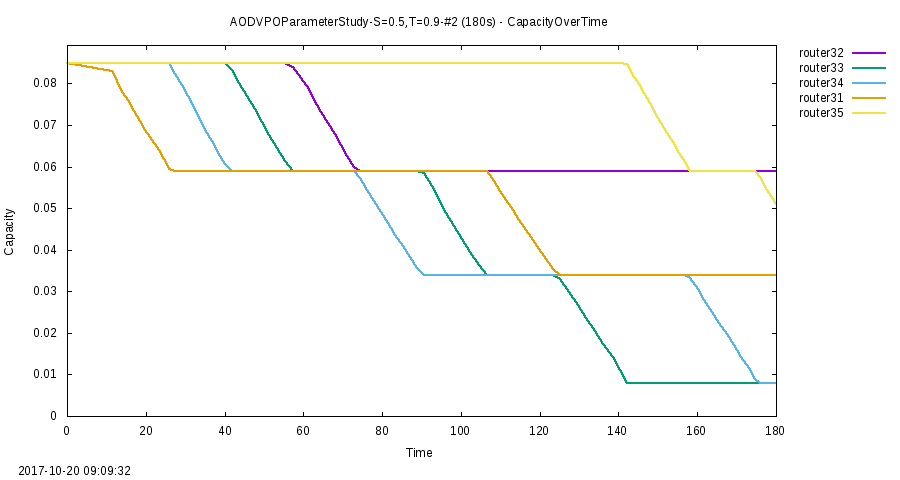 AODVPOParameterStudy-S=0.5,T=0.9-#2 (180s) - CapacityOverTime
router32
router33
router34
router31
router35
0.08
0.07
0.06
0.05
0.04
0.03
0.02
0.01
0
Capacity
0 20 40 60 80 100 120 140 160 180
Time
2017-10-20 09:09:32